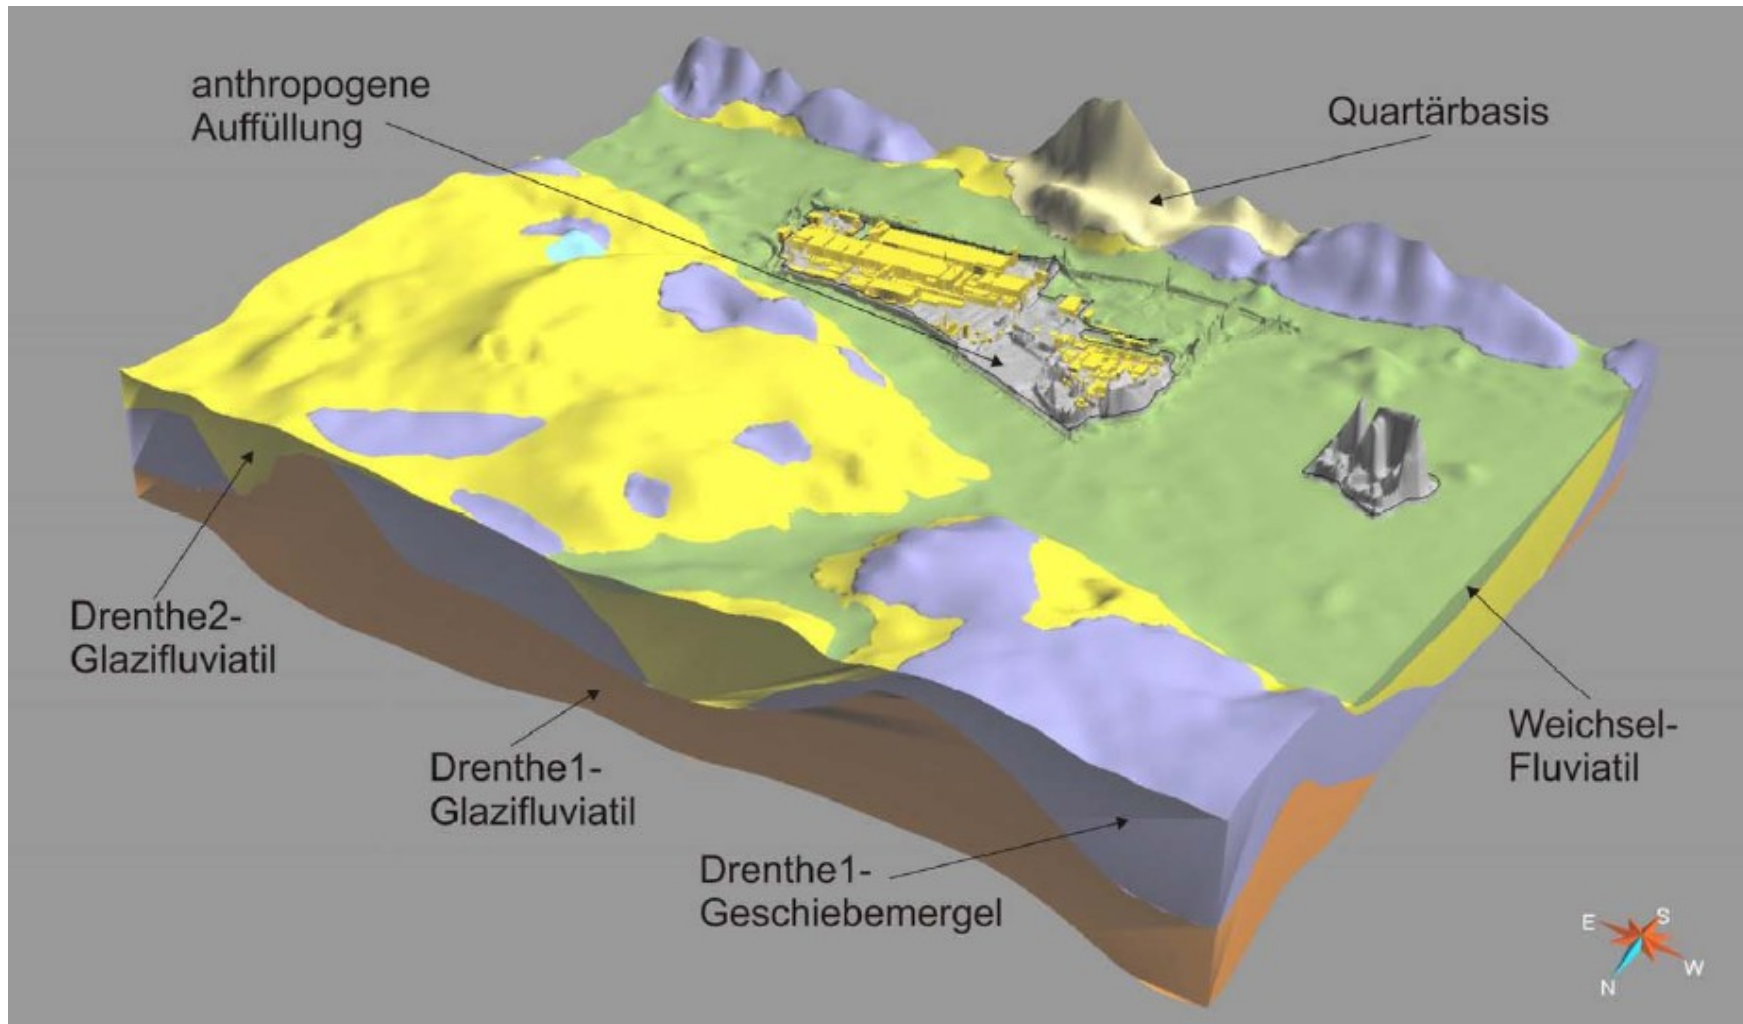 anthropogene
Auffüllung
Quartärbasis
Drenthe2-
Glazifluviatil
Drenthe1-
Glazifluviatil
Drenthe1-
Geschiebemergel
Weichsel-
Fluviatil
E
S
N
W